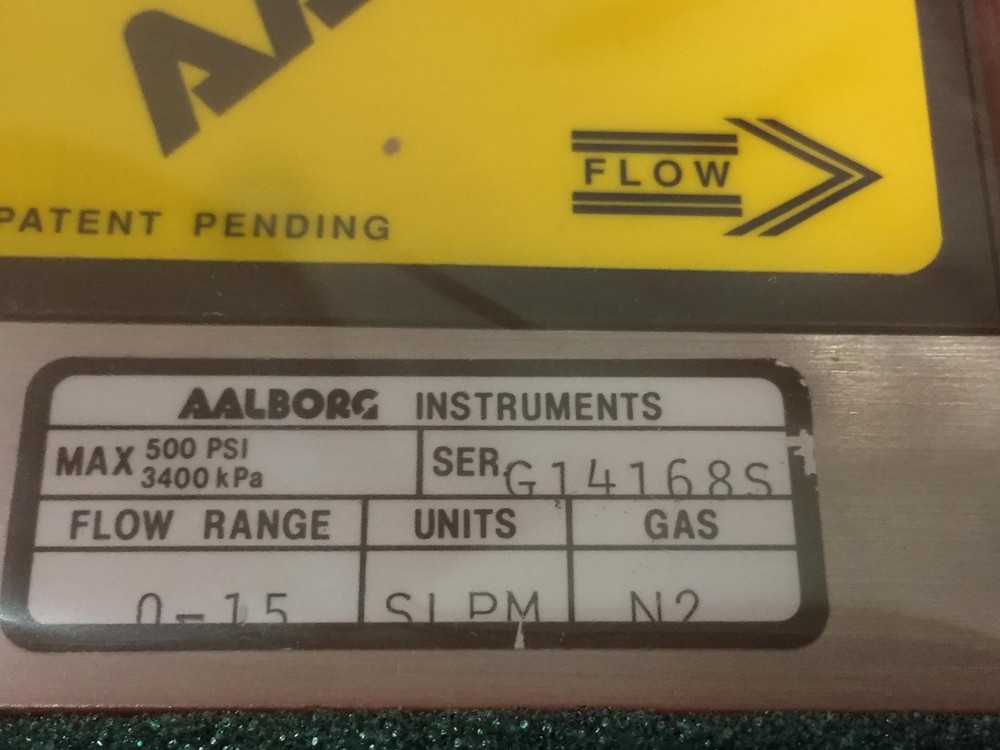 FLOW
PATENT PENDING
AALBORG INSTRUMENTS
MAX 500 PSI
3400 kPa
SER. G14168S
FLOW RANGE UNITS GAS
0-15 SLPM N2